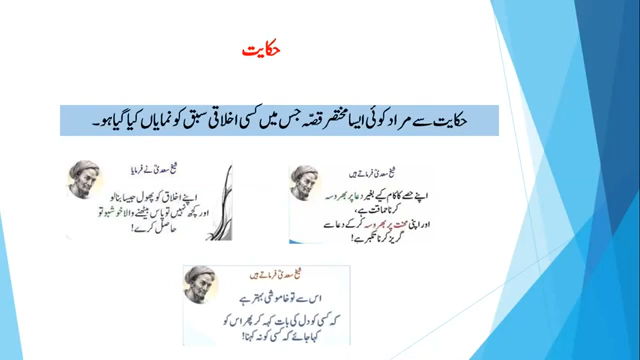 حکایت
حکایت سے مراد کوئی ایسا مختصر قصّہ جس میں کسی اخلاقی سبق کو نمایاں کیا گیا ہو۔
شیخ سعدیؒ فرماتے ہیں
اپنے حصے کا کام کیے بغیر دعا پر بھروسہ
کرنا حماقت ہے،
اور اپنی محنت پر بھروسہ کر کے دعا سے
گریز کرنا تکبر ہے!
شیخ سعدیؒ نے فرمایا
اپنے اخلاق کو پھول جیسا بنا لو
اور کچھ نہیں تو پاس بیٹھنے والا خوشبو تو
حاصل کرے!
شیخ سعدیؒ فرماتے ہیں
اس سے تو خاموشی بہتر ہے
کہ کسی کو دل کی بات کہہ کر پھر اس کو
کہا جائے کہ کسی کو نہ کہنا!